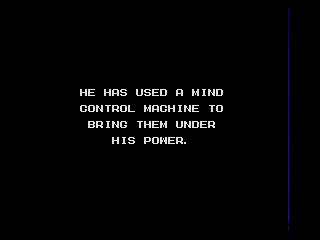 HE HAS USED A MIND
CONTROL MACHINE TO
BRING THEM UNDER
HIS POWER.